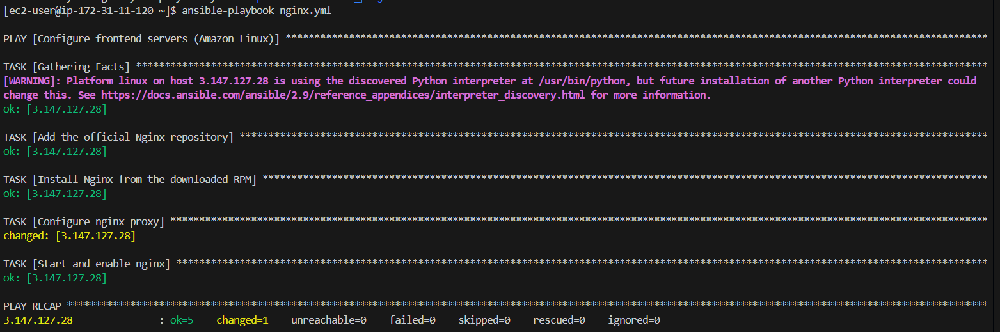 [ec2-user@ip-172-31-11-120 ~]$ ansible-playbook nginx.yml
PLAY [Configure frontend servers (Amazon Linux)] **************************************************************************************************************************
TASK [Gathering Facts] ****************************************************************************************************************************************************
[WARNING]: Platform linux on host 3.147.127.28 is using the discovered Python interpreter at /usr/bin/python, but future installation of another Python interpreter could
change this. See https://docs.ansible.com/ansible/2.9/reference_appendices/interpreter_discovery.html for more information.
ok: [3.147.127.28]
TASK [Add the official Nginx repository] **********************************************************************************************************************************
ok: [3.147.127.28]
TASK [Install Nginx from the downloaded RPM] ******************************************************************************************************************************
ok: [3.147.127.28]
TASK [Configure nginx proxy] **********************************************************************************************************************************************
changed: [3.147.127.28]
TASK [Start and enable nginx] *********************************************************************************************************************************************
ok: [3.147.127.28]
PLAY RECAP ****************************************************************************************************************************************************************
3.147.127.28               : ok=5    changed=1    unreachable=0    failed=0    skipped=0    rescued=0    ignored=0